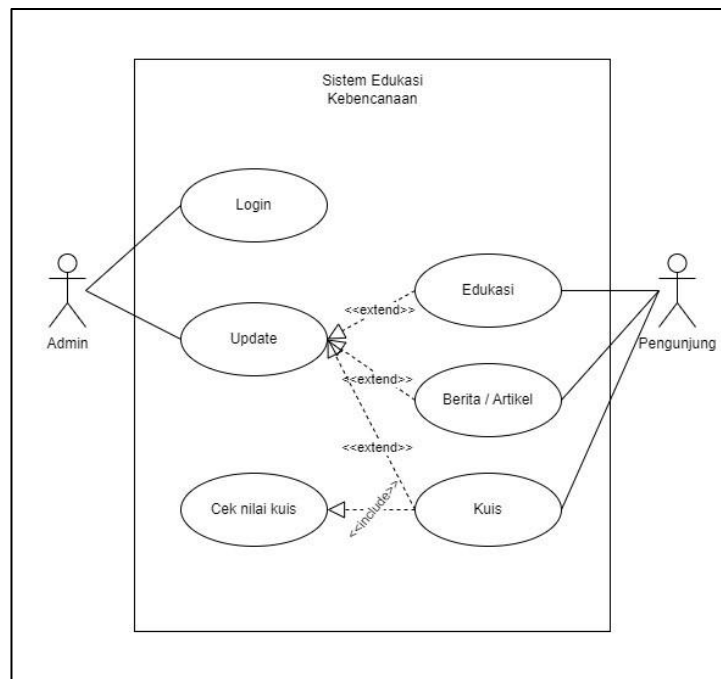 Sistem Edukasi
Kebencanaan
Login
Edukasi
<<extend>>
Admin
Update
Pengunjung
<<extend>>
Berita / Artikel
<<extend>>
Cek nilai kuis
<<include>>
Kuis